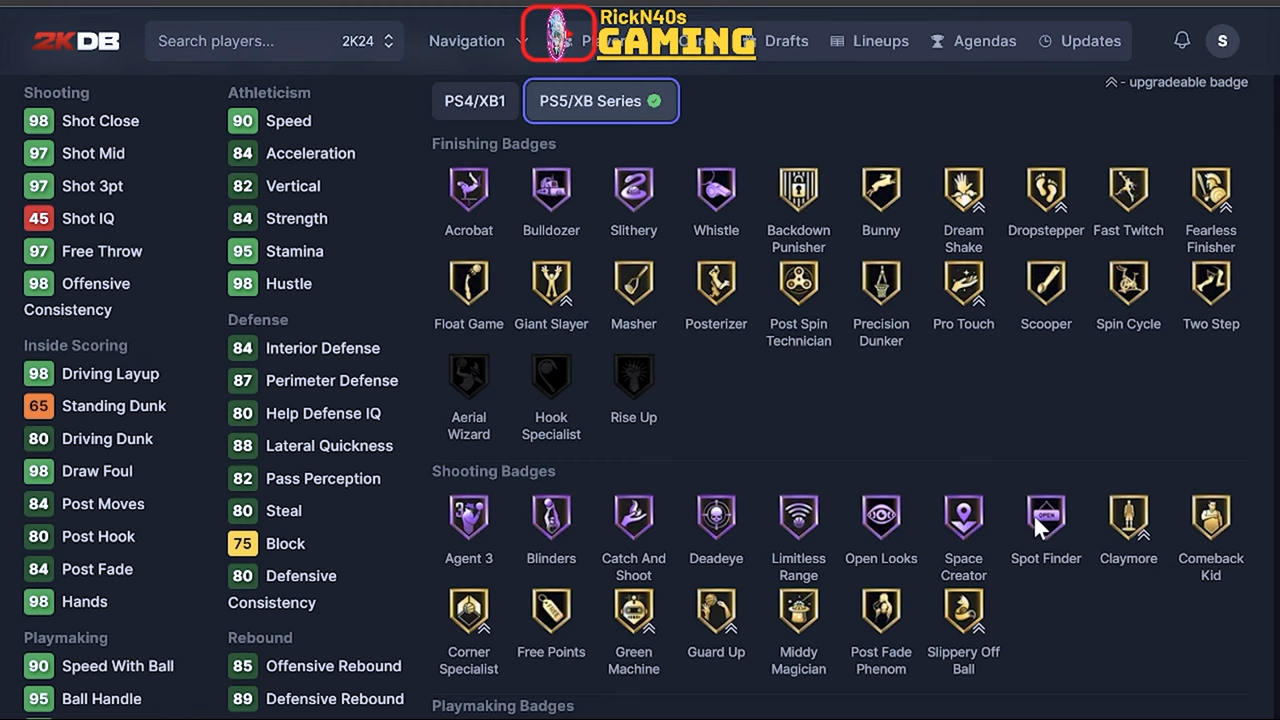 2KDB
Search players...
2K24
Navigation
RickN40s
GAMING
Drafts
Lineups
Agendas
Updates
S
Shooting
98 Shot Close
97 Shot Mid
97 Shot 3pt
45 Shot IQ
97 Free Throw
98 Offensive
Consistency
Inside Scoring
98 Driving Layup
65 Standing Dunk
80 Driving Dunk
98 Draw Foul
84 Post Moves
80 Post Hook
84 Post Fade
98 Hands
Playmaking
90 Speed With Ball
95 Ball Handle
Athleticism
90 Speed
84 Acceleration
82 Vertical
84 Strength
95 Stamina
98 Hustle
Defense
84 Interior Defense
87 Perimeter Defense
80 Help Defense IQ
88 Lateral Quickness
82 Pass Perception
80 Steal
75 Block
80 Defensive
Consistency
Rebound
85 Offensive Rebound
89 Defensive Rebound
- upgradeable badge
PS4/XB1
PS5/XB Series
Finishing Badges
Acrobat
Bulldozer
Slithery
Whistle
Backdown
Punisher
Bunny
Dream
Shake
Dropstepper
Fast Twitch
Fearless
Finisher
Float Game
Giant Slayer
Masher
Posterizer
Post Spin
Technician
Precision
Dunker
Pro Touch
Scooper
Spin Cycle
Two Step
Aerial
Wizard
Hook
Specialist
Rise Up
Shooting Badges
3
OPEN
Agent 3
Blinders
Catch And
Shoot
Deadeye
Limitless
Range
Open Looks
Space
Creator
Spot Finder
Claymore
Comeback
Kid
FREE
Corner
Specialist
Free Points
Green
Machine
Guard Up
Middy
Magician
Post Fade
Phenom
Slippery Off
Ball
Playmaking Badges